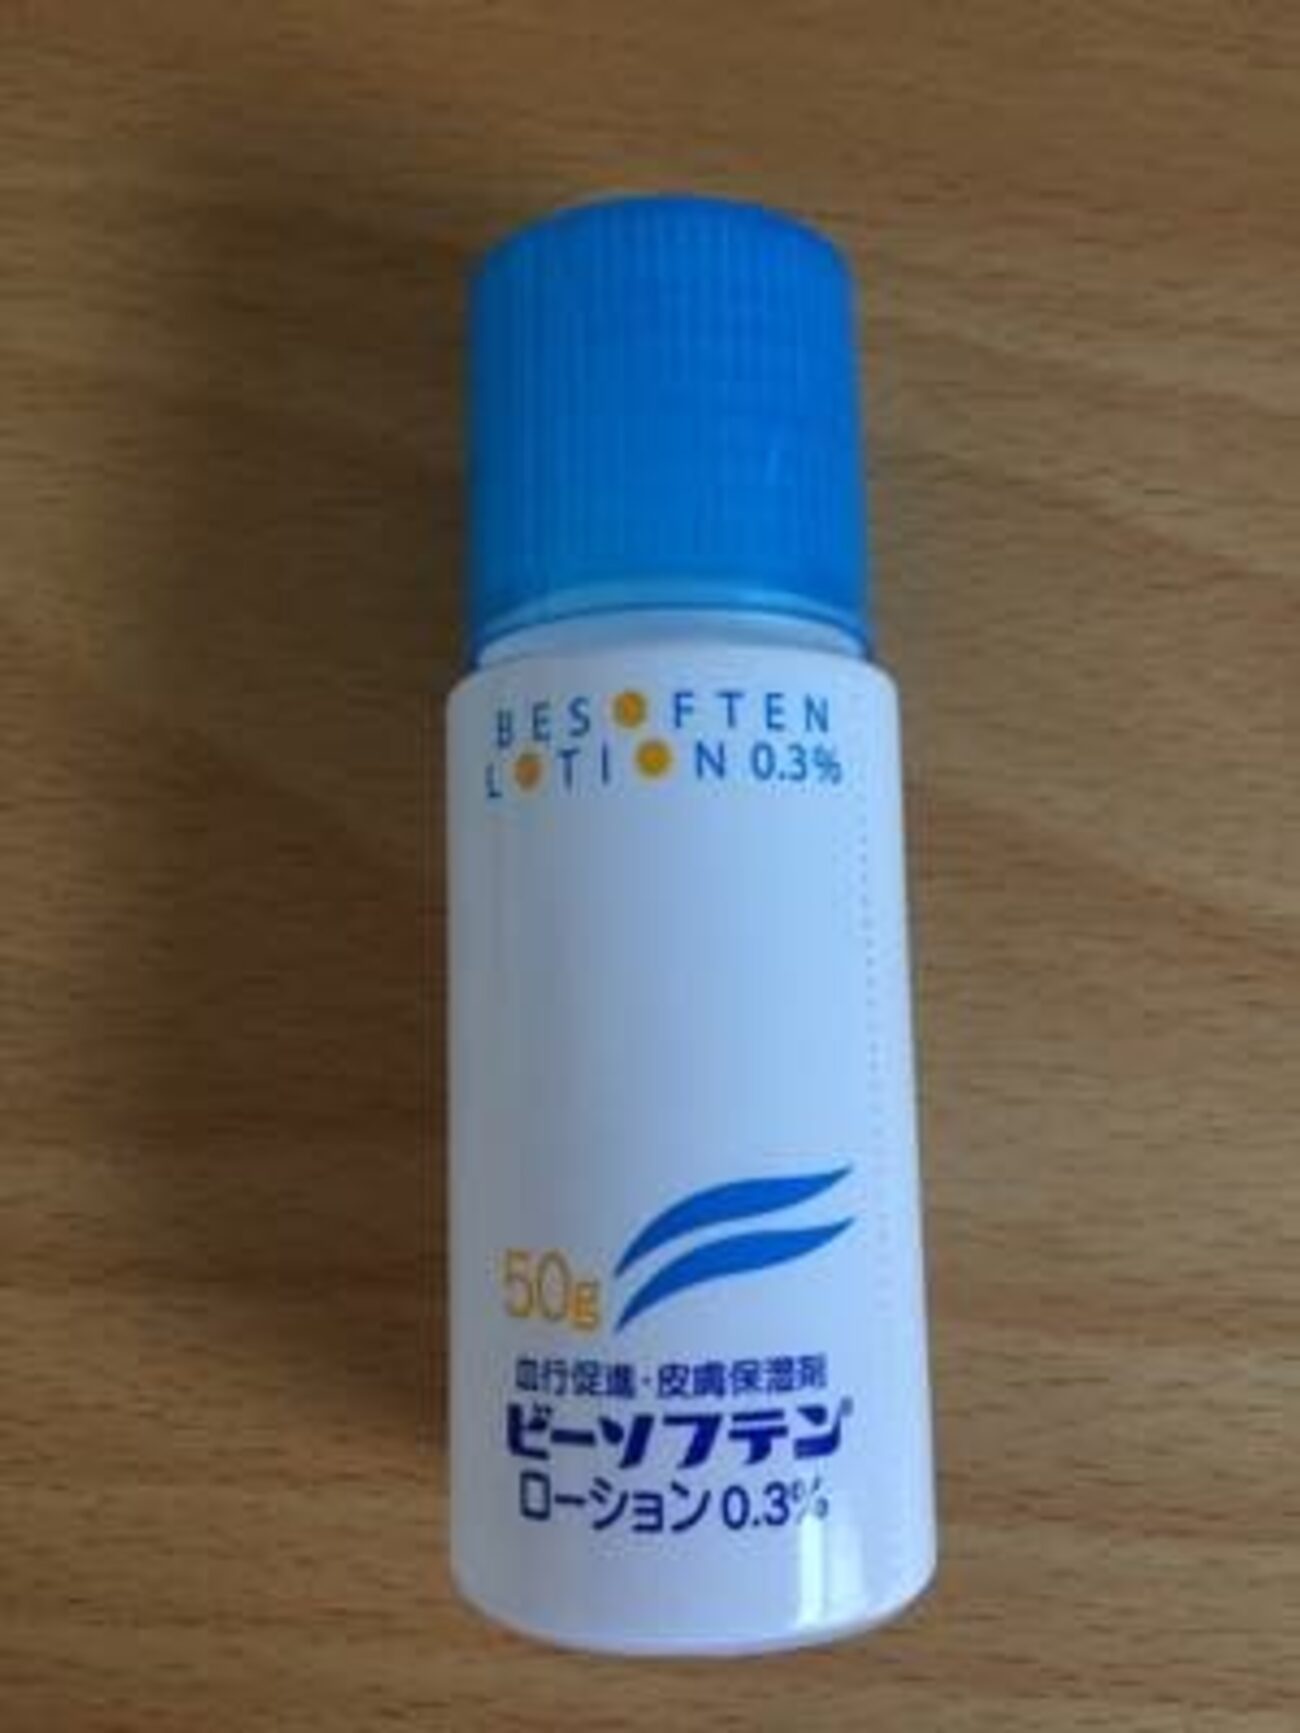 BESOFTEN
LOTION 0.3%
50g
血行促進・皮膚保湿剤
ビーソフテン
ローション0.3%